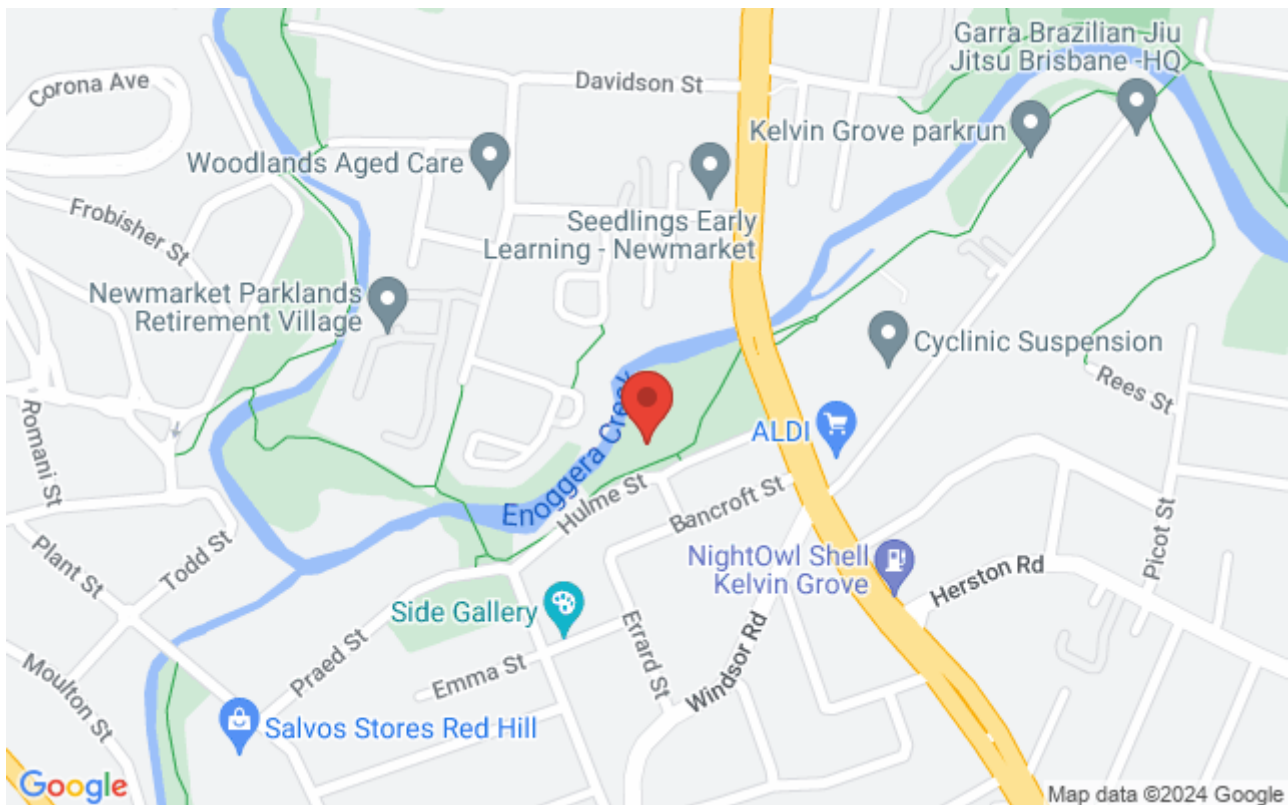 Garra Brazilian Jiu
Jitsu Brisbane -HQ
Davidson St
Corona Ave
Kelvin Grove parkrun
Woodlands Aged Care
Frobisher St
Seedlings Early
Learning - Newmarket
Newmarket Parklands
Retirement Village
Cyclinic Suspension
Rees St
Enoggera Creek
Romani St
ALDI
Hulme St
Bancroft St
Picot St
Plant St
Todd St
NightOwl Shell
Kelvin Grove
Herston Rd
Side Gallery
Errard St
Windsor Rd
Praed St
Emma St
Moulton St
Salvos Stores Red Hill
Google
Map data ©2024 Google